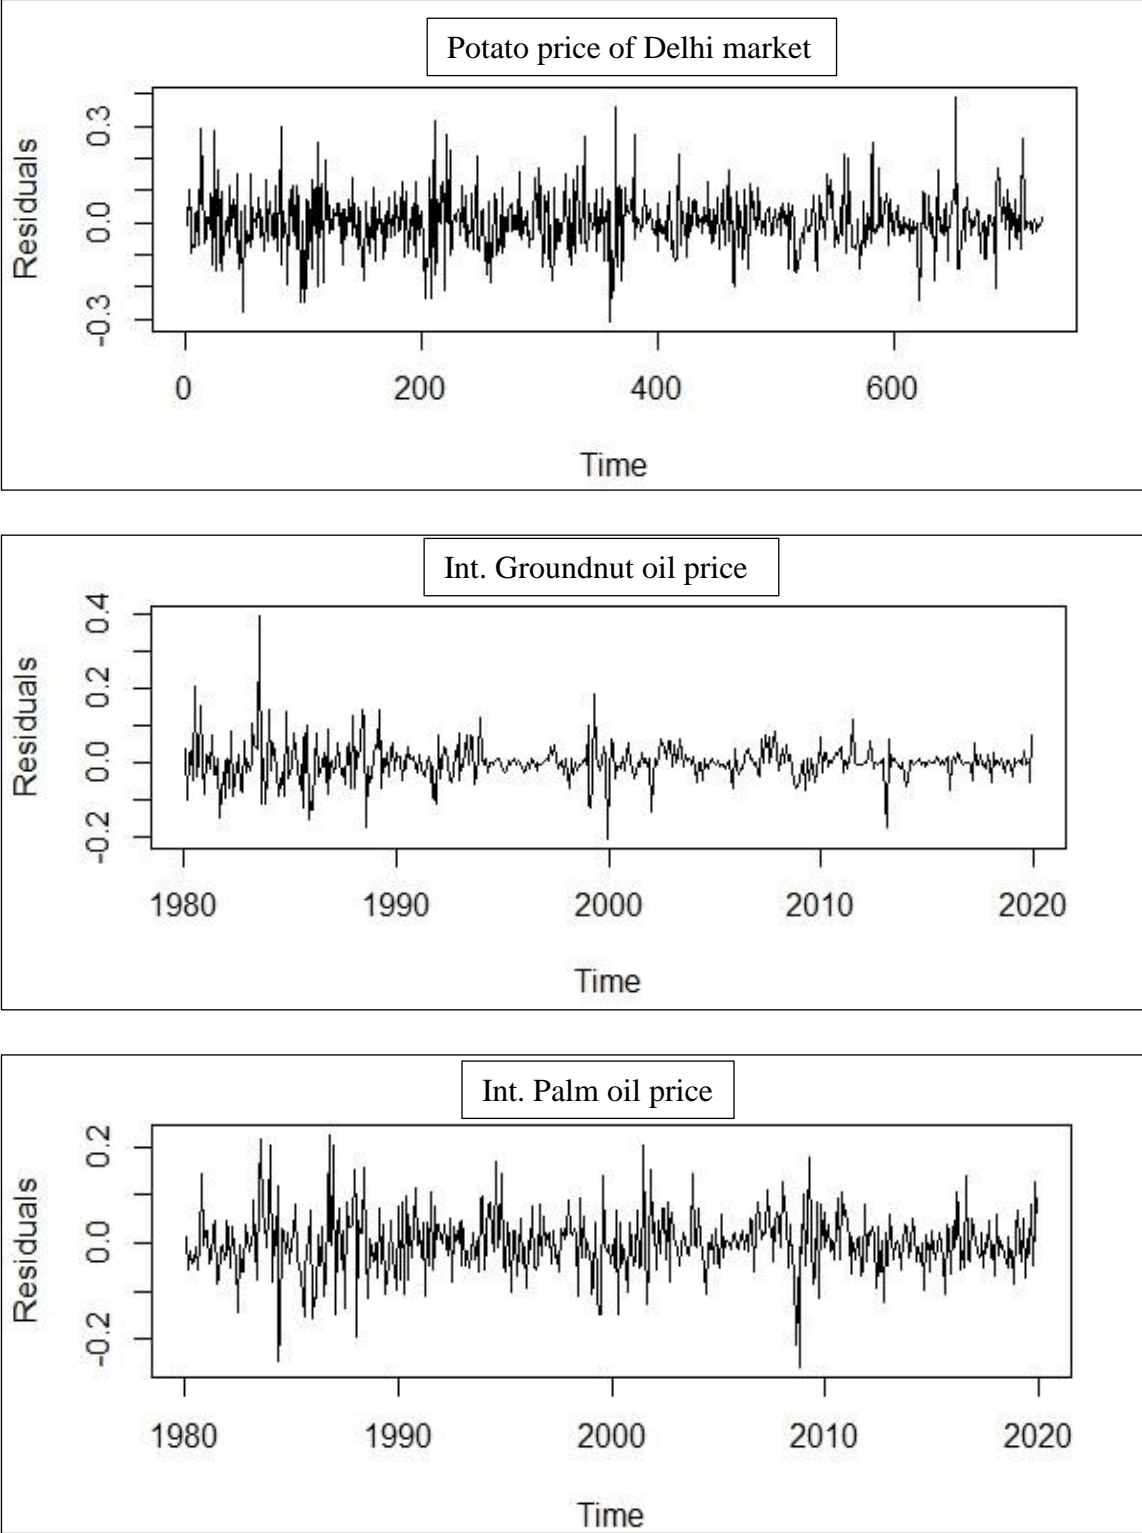 Potato price of Delhi market
Residuals
0.3
0.0
-0.3
0 200 400 600
Time
Int. Groundnut oil price
Residuals
0.4
0.2
0.0
-0.2
1980 1990 2000 2010 2020
Time
Int. Palm oil price
Residuals
0.2
0.0
-0.2
1980 1990 2000 2010 2020
Time